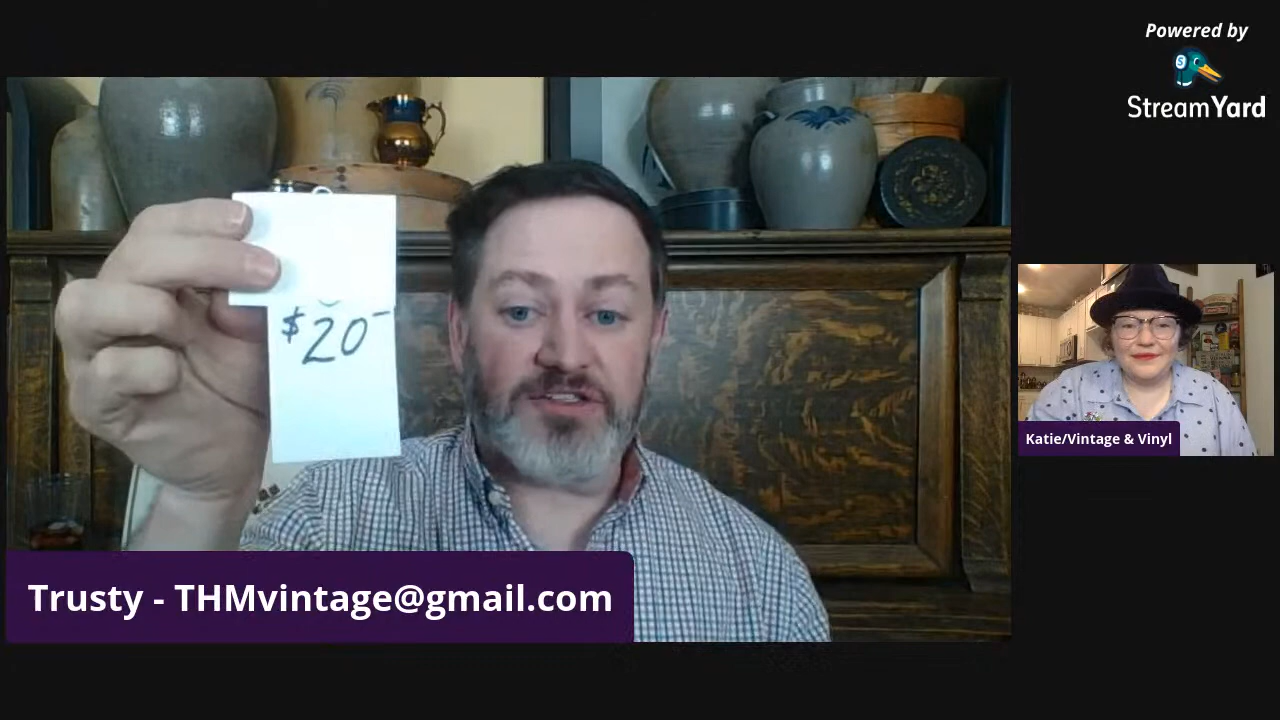 Powered by
StreamYard
$20-
Katie/Vintage & Vinyl
Trusty - THMvintage@gmail.com